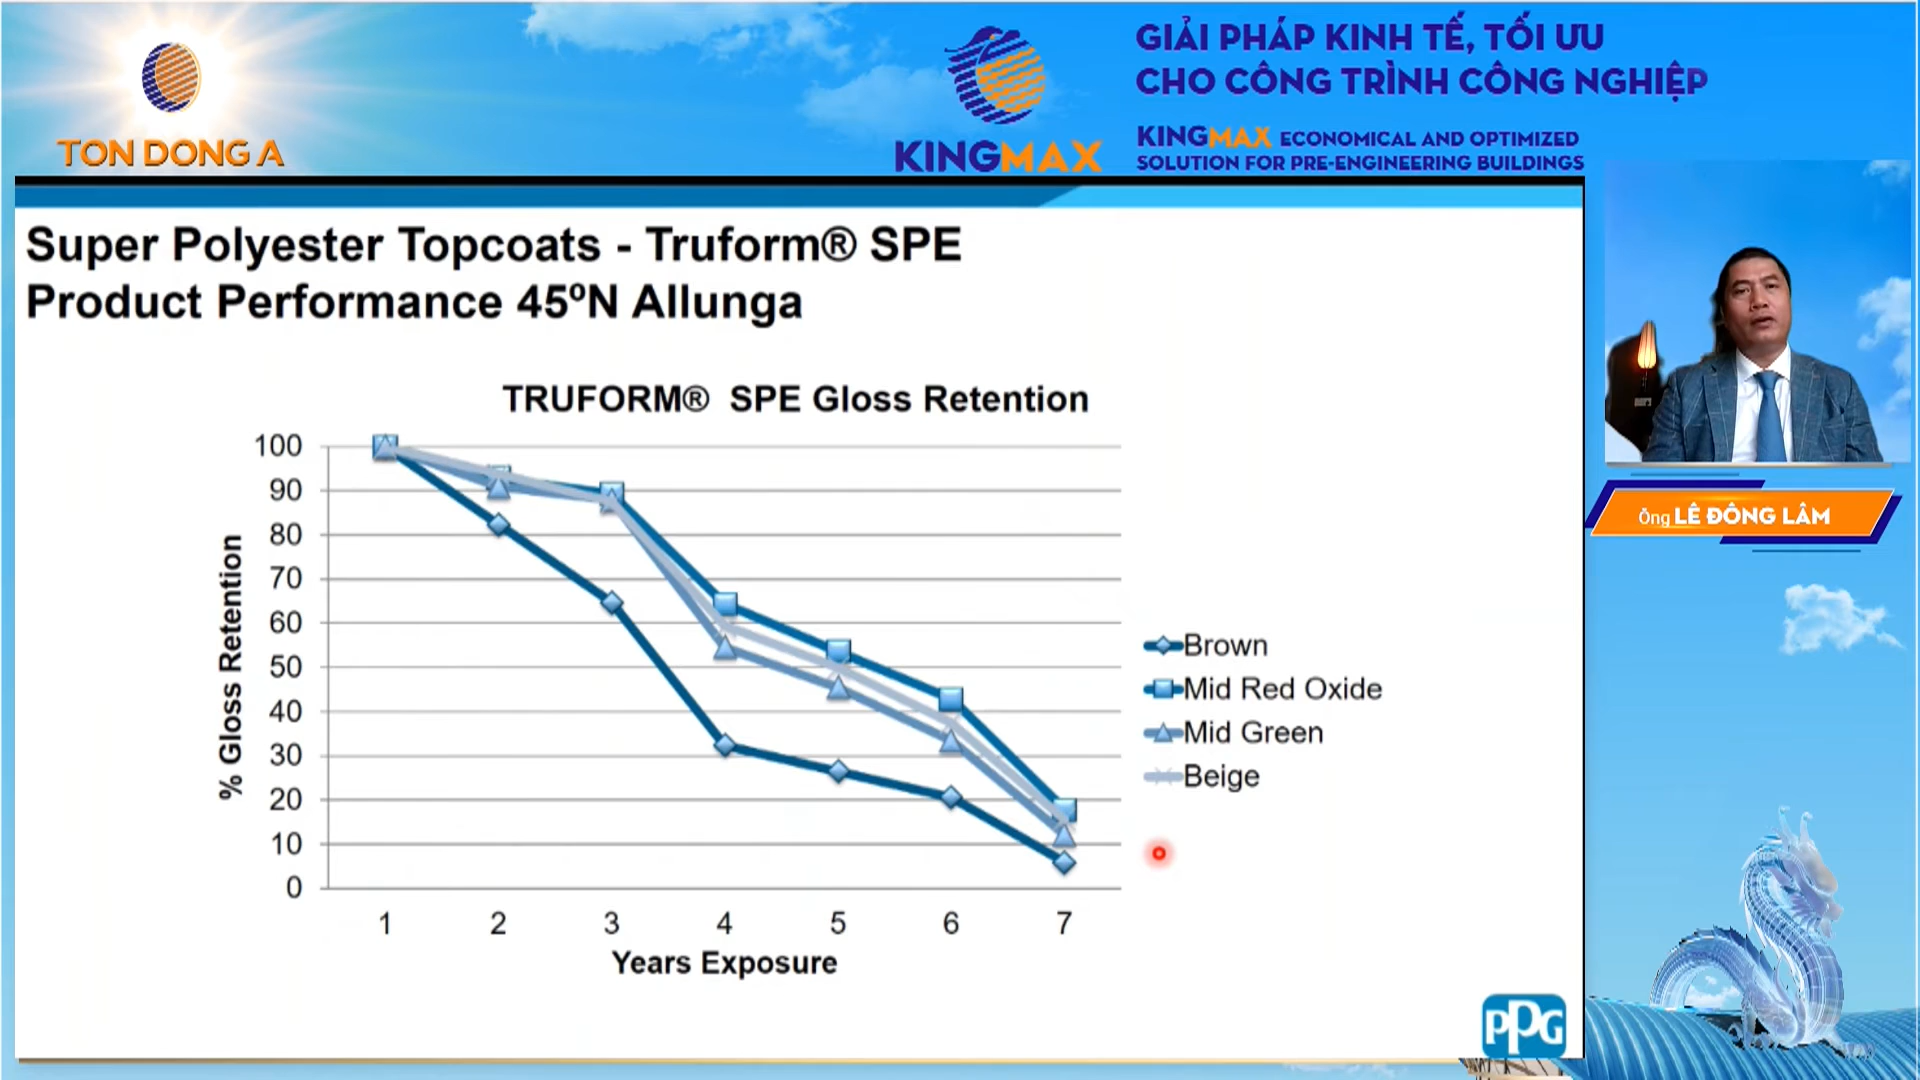 TON DONG A
KINGMAX
GIẢI PHÁP KINH TẾ, TỐI ƯU
CHO CÔNG TRÌNH CÔNG NGHIỆP
KINGMAX ECONOMICAL AND OPTIMIZED
SOLUTION FOR PRE-ENGINEERING BUILDINGS
Super Polyester Topcoats - Truform® SPE
Product Performance 45ºN Allunga
TRUFORM® SPE Gloss Retention
% Gloss Retention
100
90
80
70
60
50
40
30
20
10
0
1 2 3 4 5 6 7
Years Exposure
Brown
Mid Red Oxide
Mid Green
Beige
PPG
Ông LÊ ĐÔNG LÂM